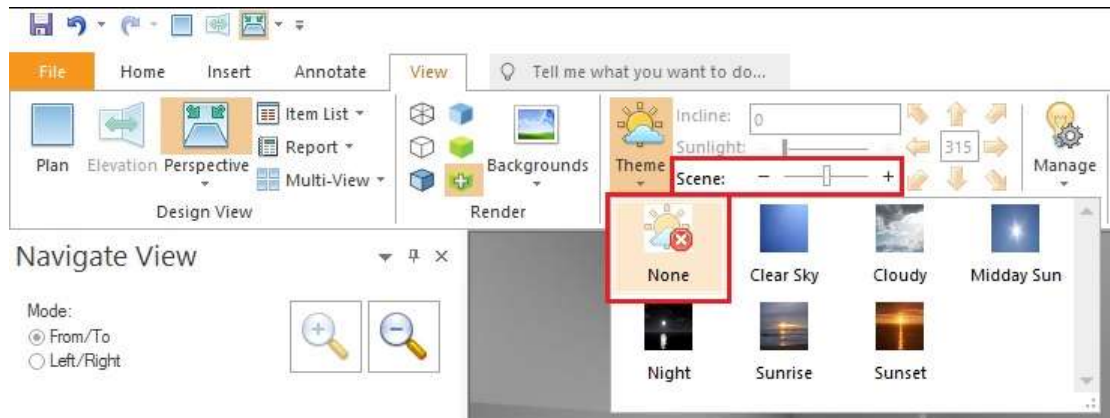 File Home Insert Annotate View Tell me what you want to do...
Plan Elevation Perspective
Item List
Report
Multi-View
Design View
Backgrounds
Render
Theme
Incline: 0
Sunlight:
Scene: − +
315
Manage
None Clear Sky Cloudy Midday Sun
Night Sunrise Sunset
Navigate View
Mode:
From/To
Left/Right